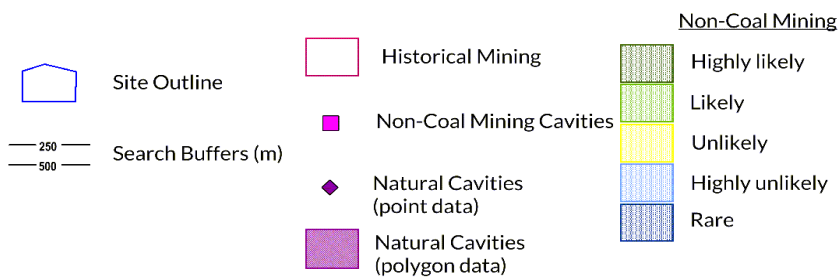 Site Outline
250
500
Search Buffers (m)
Historical Mining
Non-Coal Mining Cavities
Natural Cavities
(point data)
Natural Cavities
(polygon data)
Non-Coal Mining
Highly likely
Likely
Unlikely
Highly unlikely
Rare